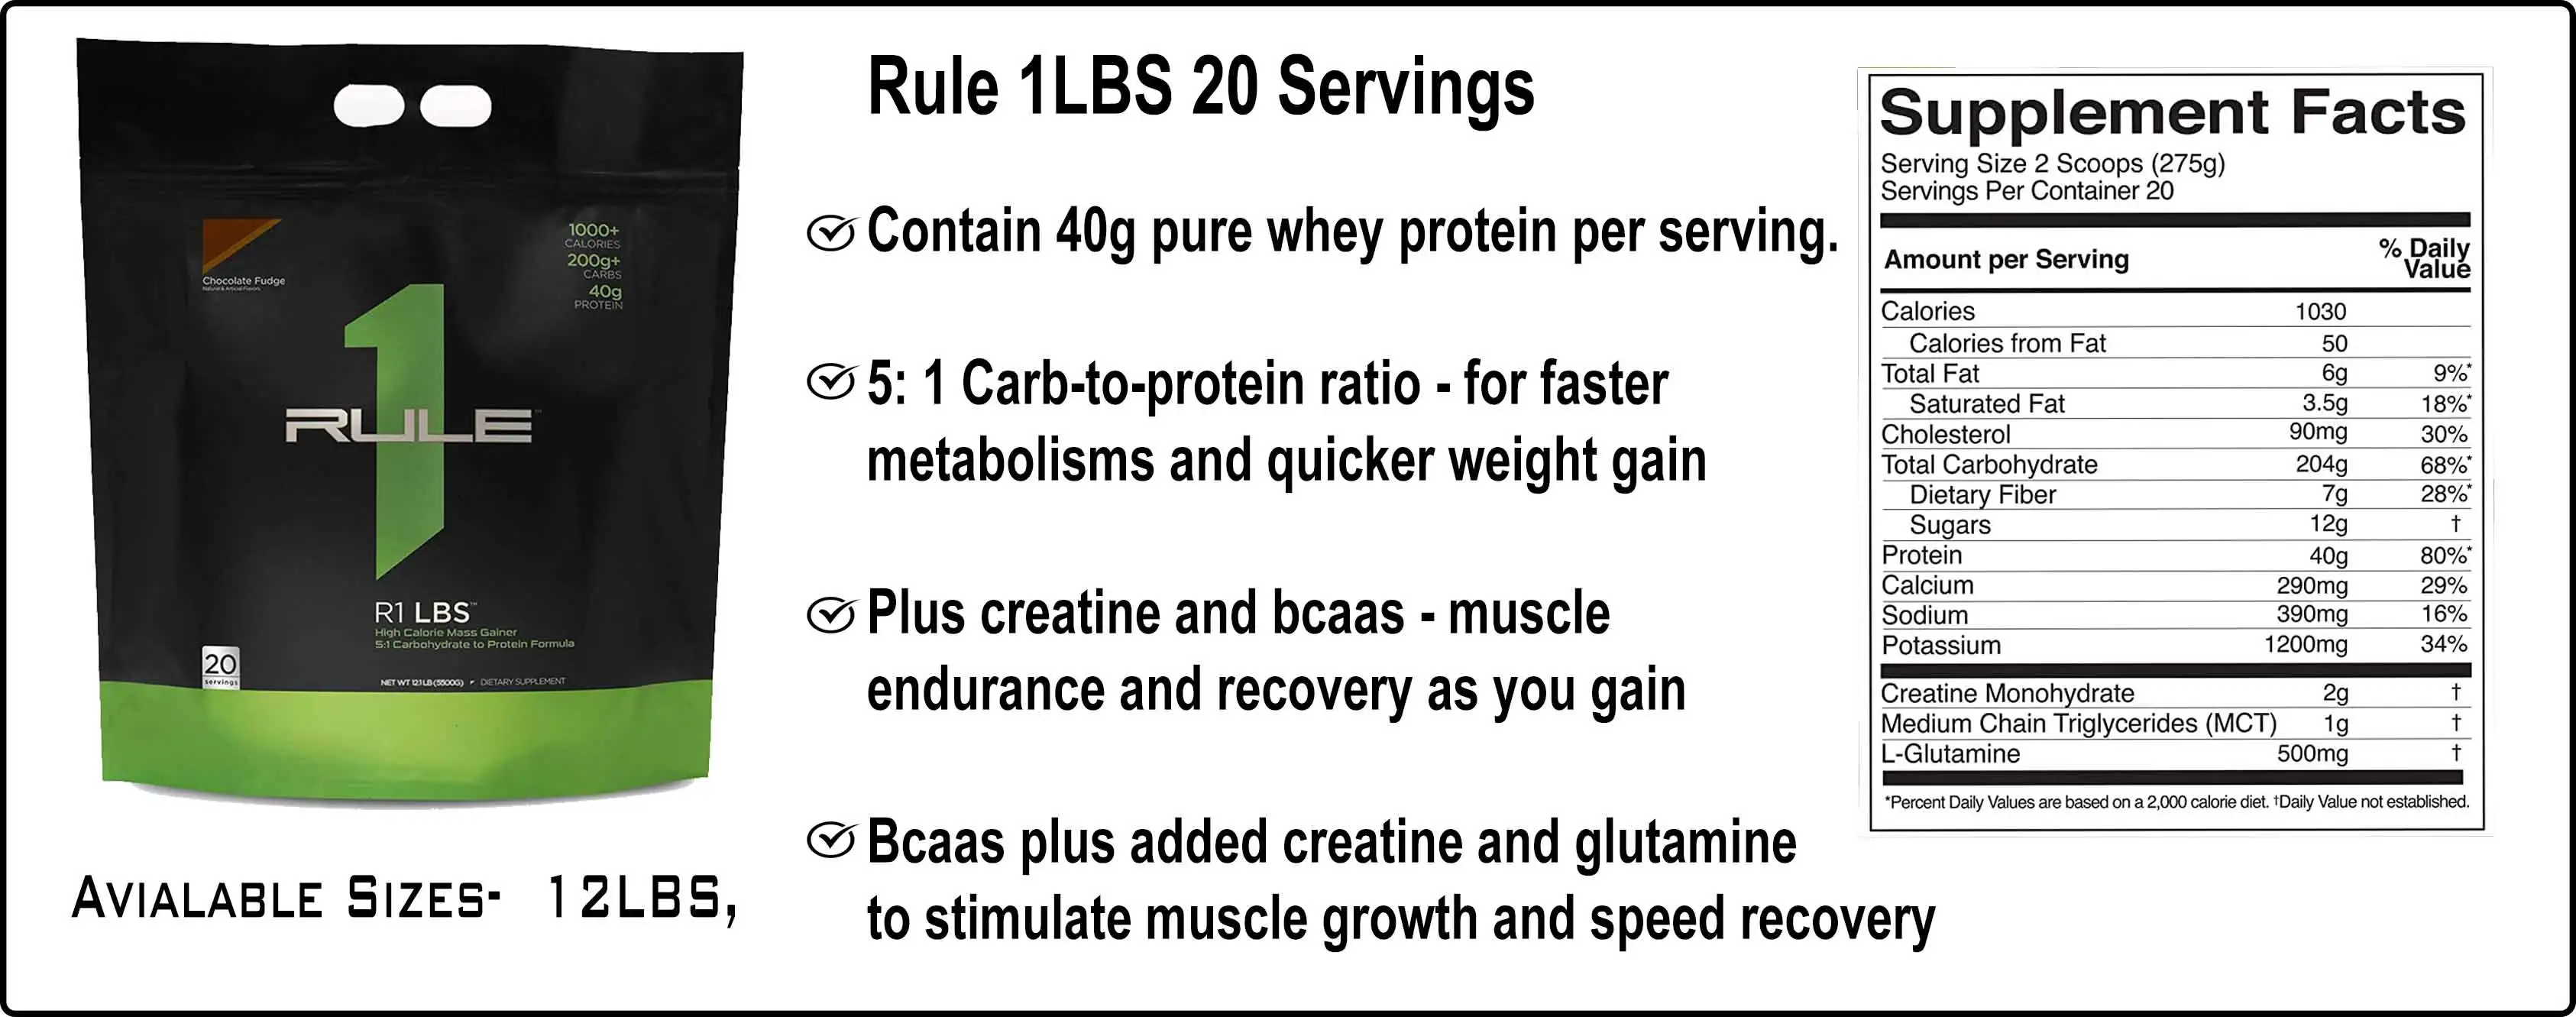 Chocolate Fudge
Natural & Artificial Flavors
1000+
CALORIES
200g+
CARBS
40g
PROTEIN
1
RULE™
R1 LBS™
High Calorie Mass Gainer
5:1 Carbohydrate to Protein Formula
20
servings
NET WT 12.1 LB (5500G) • DIETARY SUPPLEMENT
AVIALABLE SIZES- 12LBS,
Rule 1LBS 20 Servings
Contain 40g pure whey protein per serving.
5: 1 Carb-to-protein ratio - for faster
metabolisms and quicker weight gain
Plus creatine and bcaas - muscle
endurance and recovery as you gain
Bcaas plus added creatine and glutamine
to stimulate muscle growth and speed recovery
Supplement Facts
Serving Size 2 Scoops (275g)
Servings Per Container 20
Amount per Serving % Daily Value
Calories 1030
Calories from Fat 50
Total Fat 6g 9%*
Saturated Fat 3.5g 18%*
Cholesterol 90mg 30%
Total Carbohydrate 204g 68%*
Dietary Fiber 7g 28%*
Sugars 12g †
Protein 40g 80%*
Calcium 290mg 29%
Sodium 390mg 16%
Potassium 1200mg 34%
Creatine Monohydrate 2g †
Medium Chain Triglycerides (MCT) 1g †
L-Glutamine 500mg †
*Percent Daily Values are based on a 2,000 calorie diet. †Daily Value not established.